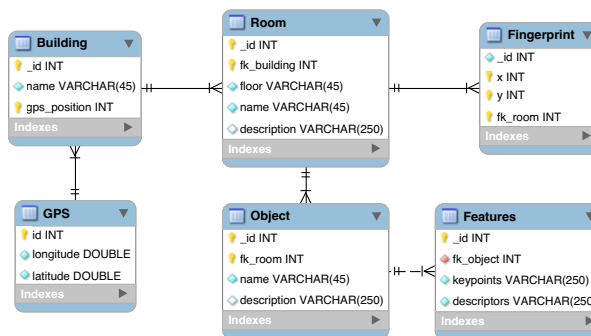 Building
_id INT
name VARCHAR(45)
gps_position INT
Indexes
Room
_id INT
fk_building INT
floor VARCHAR(45)
name VARCHAR(45)
description VARCHAR(250)
Indexes
Fingerprint
_id INT
x INT
y INT
fk_room INT
Indexes
GPS
id INT
longitude DOUBLE
latitude DOUBLE
Indexes
Object
_id INT
fk_room INT
name VARCHAR(45)
description VARCHAR(250)
Indexes
Features
_id INT
fk_object INT
keypoints VARCHAR(250)
descriptors VARCHAR(250
Indexes